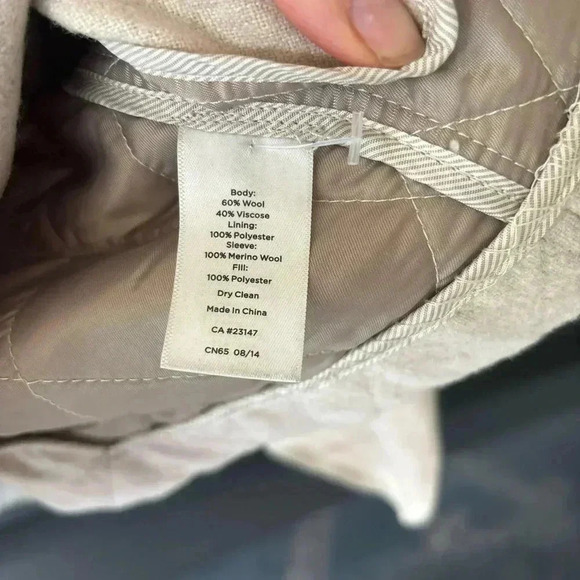 Body:
60% Wool
40% Viscose
Lining:
100% Polyester
Sleeve:
100% Merino Wool
Fill:
100% Polyester
Dry Clean
Made In China
CA #23147
CN65 08/14